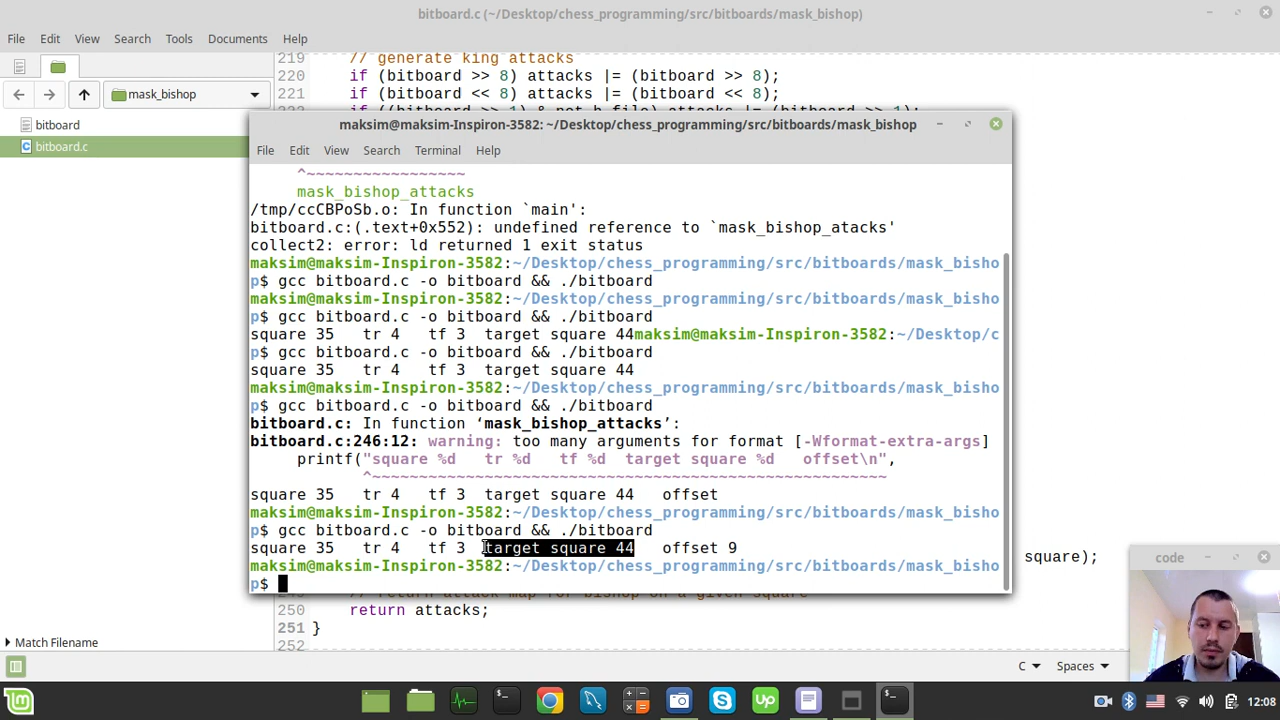 bitboard.c (~/Desktop/chess_programming/src/bitboards/mask_bishop)
File Edit View Search Tools Documents Help
219 // generate king attacks
mask_bishop
220 if (bitboard >> 8) attacks |= (bitboard >> 8);
221 if (bitboard << 8) attacks |= (bitboard << 8);
bitboard
bitboard.c
maksim@maksim-Inspiron-3582: ~/Desktop/chess_programming/src/bitboards/mask_bishop
File Edit View Search Terminal Help
^~~~~~~~~~~~~~~~~~
mask_bishop_attacks
/tmp/ccCBPoSb.o: In function `main':
bitboard.c:(.text+0x552): undefined reference to `mask_bishop_atacks'
collect2: error: ld returned 1 exit status
maksim@maksim-Inspiron-3582:~/Desktop/chess_programming/src/bitboards/mask_bisho
p$ gcc bitboard.c -o bitboard && ./bitboard
maksim@maksim-Inspiron-3582:~/Desktop/chess_programming/src/bitboards/mask_bisho
p$ gcc bitboard.c -o bitboard && ./bitboard
square 35   tr 4   tf 3  target square 44maksim@maksim-Inspiron-3582:~/Desktop/c
p$ gcc bitboard.c -o bitboard && ./bitboard
square 35   tr 4   tf 3  target square 44
maksim@maksim-Inspiron-3582:~/Desktop/chess_programming/src/bitboards/mask_bisho
p$ gcc bitboard.c -o bitboard && ./bitboard
bitboard.c: In function ‘mask_bishop_attacks’:
bitboard.c:246:12: warning: too many arguments for format [-Wformat-extra-args]
printf("square %d   tr %d   tf %d  target square %d   offset\n",
^~~~~~~~~~~~~~~~~~~~~~~~~~~~~~~~~~~~~~~~~~~~~~~~~~~~~~~~
square 35   tr 4   tf 3  target square 44   offset
maksim@maksim-Inspiron-3582:~/Desktop/chess_programming/src/bitboards/mask_bisho
p$ gcc bitboard.c -o bitboard && ./bitboard
square 35   tr 4   tf 3  target square 44   offset 9
maksim@maksim-Inspiron-3582:~/Desktop/chess_programming/src/bitboards/mask_bisho
p$
square);
code
// return attack map for bishop on a given square
250 return attacks;
251 }
252
Match Filename
C Spaces
up
12:08